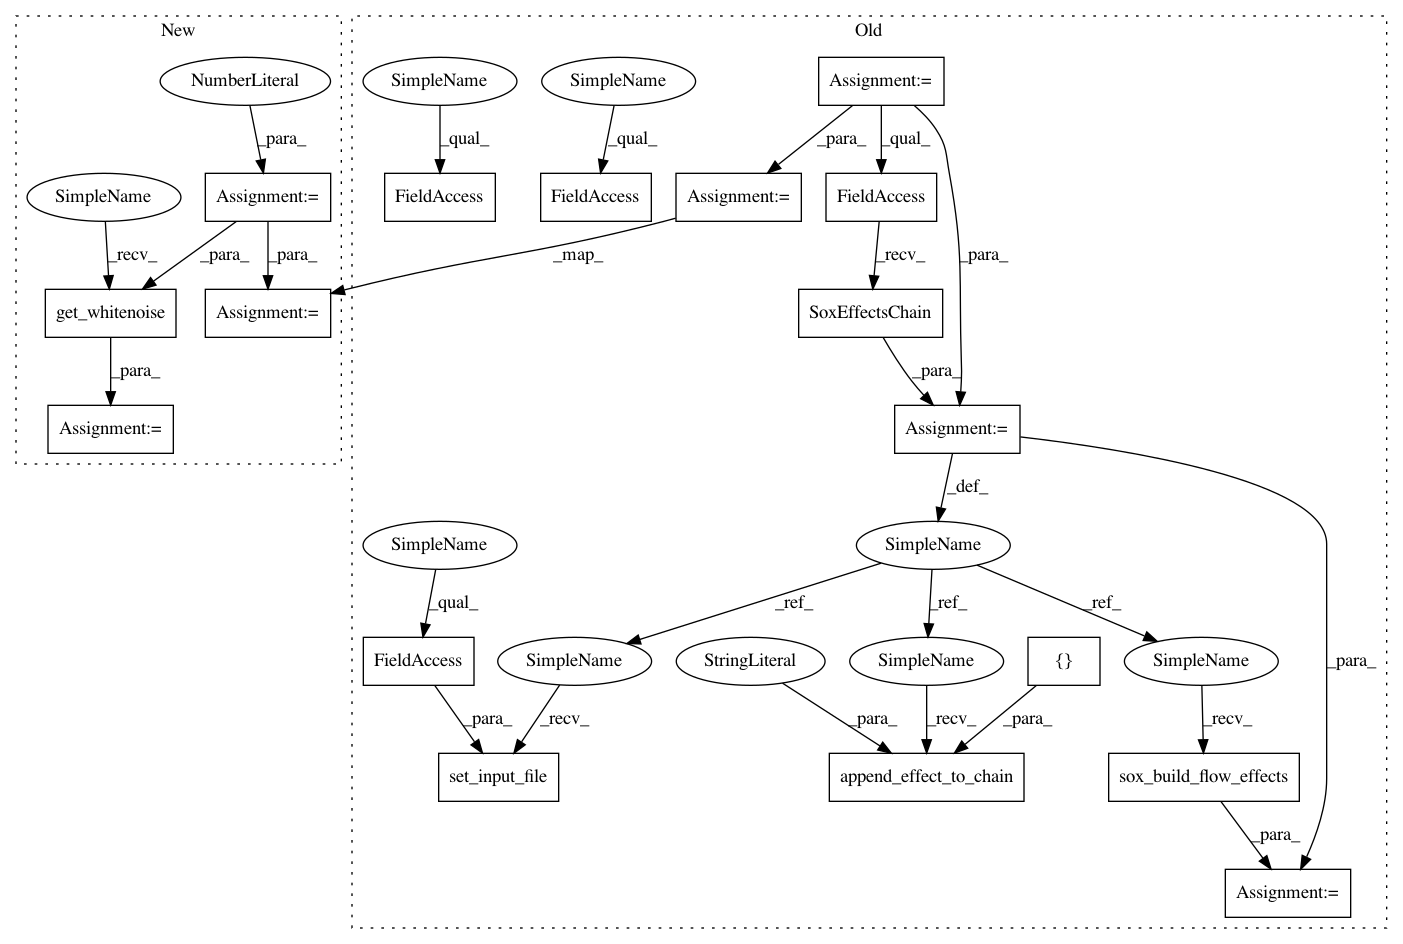 New
Old
NumberLiteral
SimpleName
SimpleName
Assignment:=
_para_
_qual_
_qual_
_para_
_qual_
SimpleName
Assignment:=
FieldAccess
FieldAccess
Assignment:=
FieldAccess
_recv_
_para_
_para_
_map_
_recv_
_para_
get_whitenoise
Assignment:=
SoxEffectsChain
_para_
_para_
Assignment:=
Assignment:=
_def_
SimpleName
SimpleName
_qual_
_ref_
_ref_
_ref_
FieldAccess
SimpleName
StringLiteral
SimpleName
{}
SimpleName
_para_
_para_
_recv_
_para_
_recv_
_para_
_recv_
set_input_file
append_effect_to_chain
sox_build_flow_effects
_para_
Assignment:=